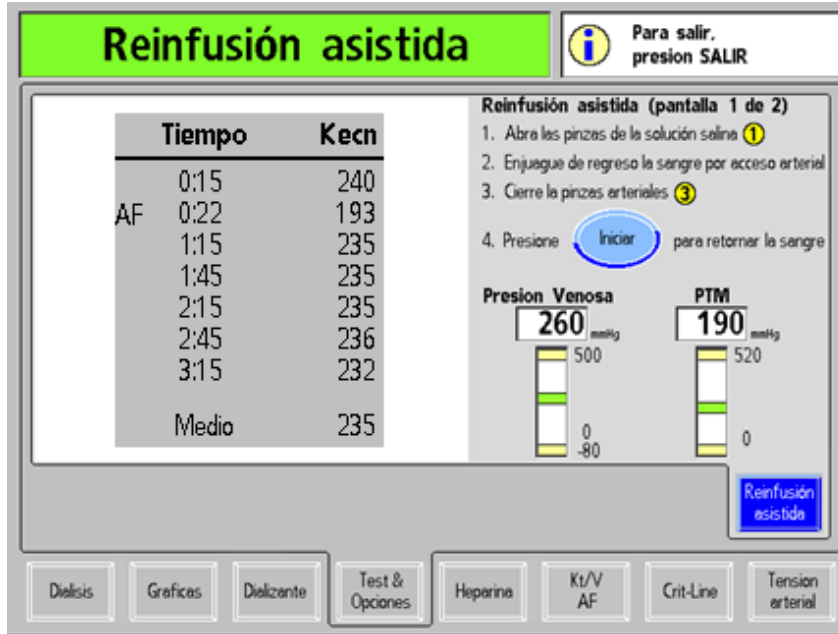 Reinfusión asistida
Para salir,
presion SALIR
Tiempo Kecn
0:15 240
AF 0:22 193
1:15 235
1:45 235
2:15 235
2:45 236
3:15 232
Medio 235
Reinfusión asistida (pantalla 1 de 2)
1. Abra las pinzas de la solución salina 1
2. Enjuague de regreso la sangre por acceso arterial
3. Cierre la pinzas arteriales 3
4. Presione Iniciar para retornar la sangre
Presion Venosa
260 mmHg
500
0
-80
PTM
190 mmHg
520
0
Reinfusión
asistida
Dialisis
Graficas
Dializante
Test &
Opciones
Heparina
Kt/V
AF
Crit-Line
Tension
arterial